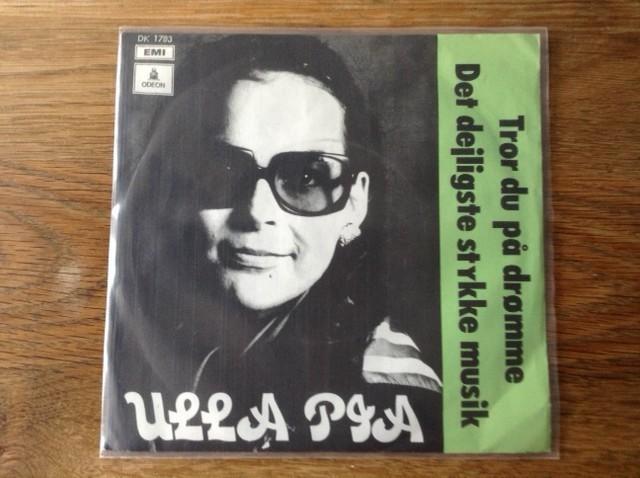 DK 1783
EMI
ODEON
Tror du på drømme
Det dejligste stykke musik
ULLA PIA